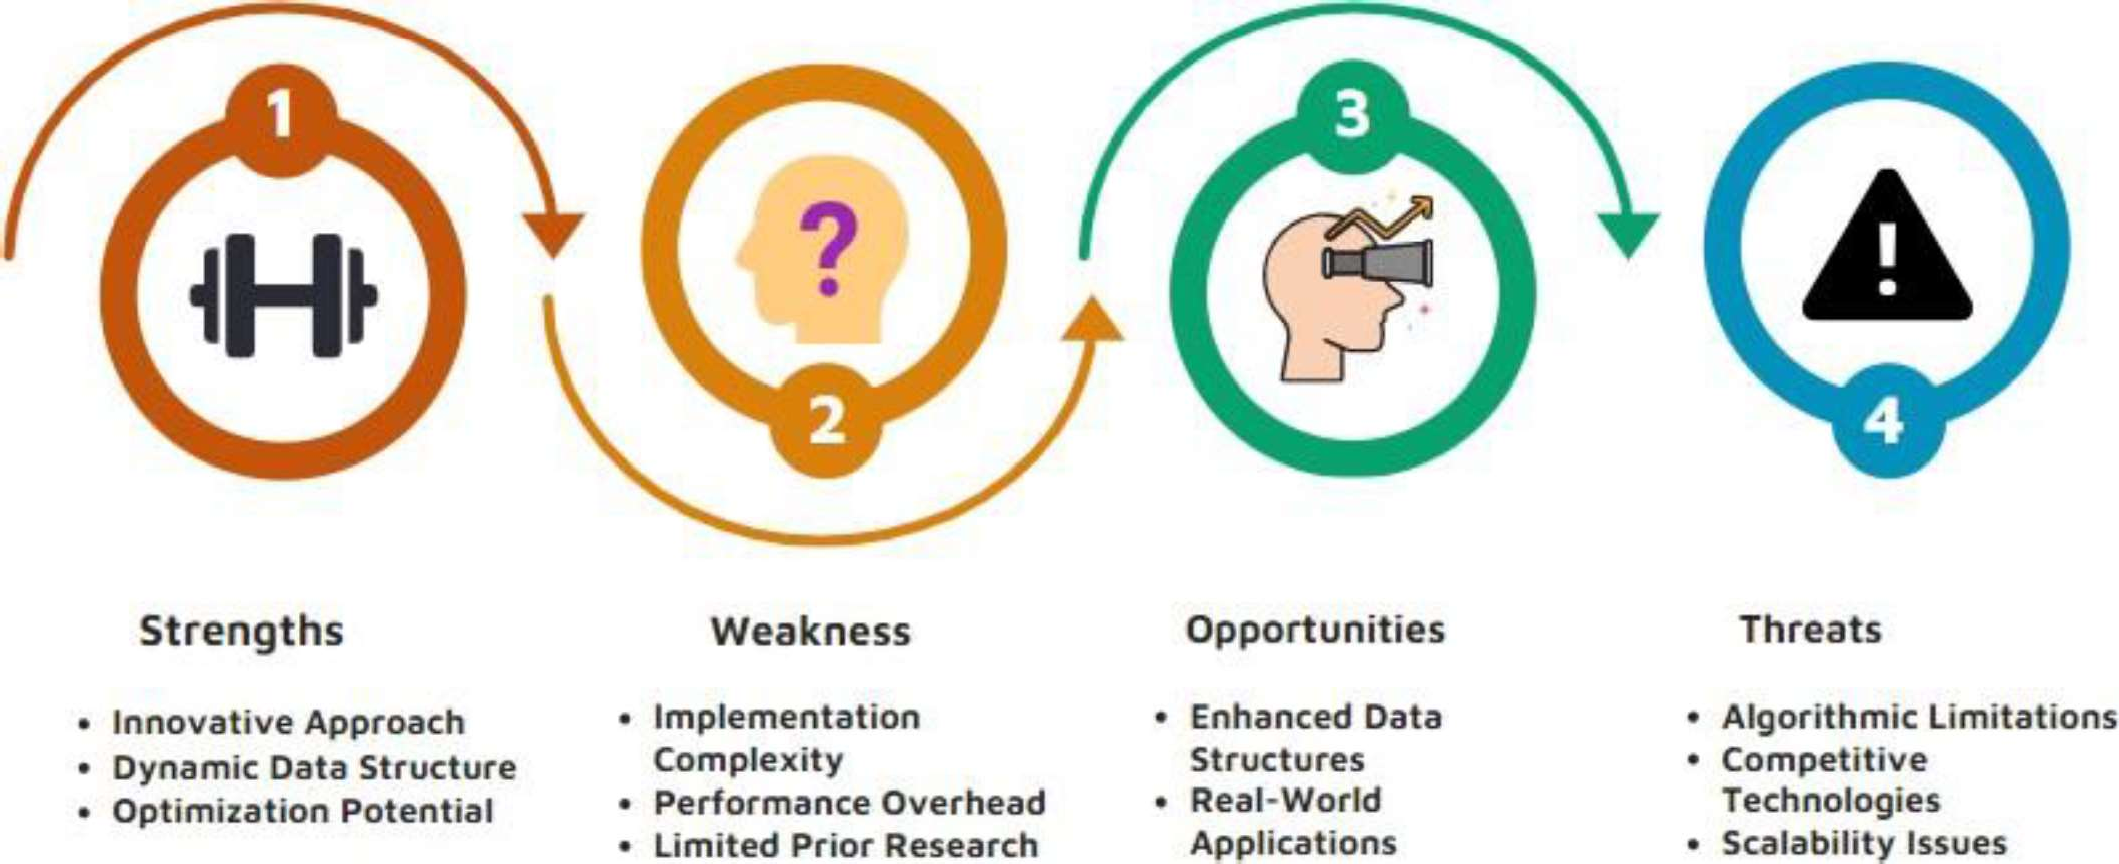 1
2
3
4
Strengths
• Innovative Approach
• Dynamic Data Structure
• Optimization Potential
Weakness
• Implementation
Complexity
• Performance Overhead
• Limited Prior Research
Opportunities
• Enhanced Data
Structures
• Real-World
Applications
Threats
• Algorithmic Limitations
• Competitive
Technologies
• Scalability Issues